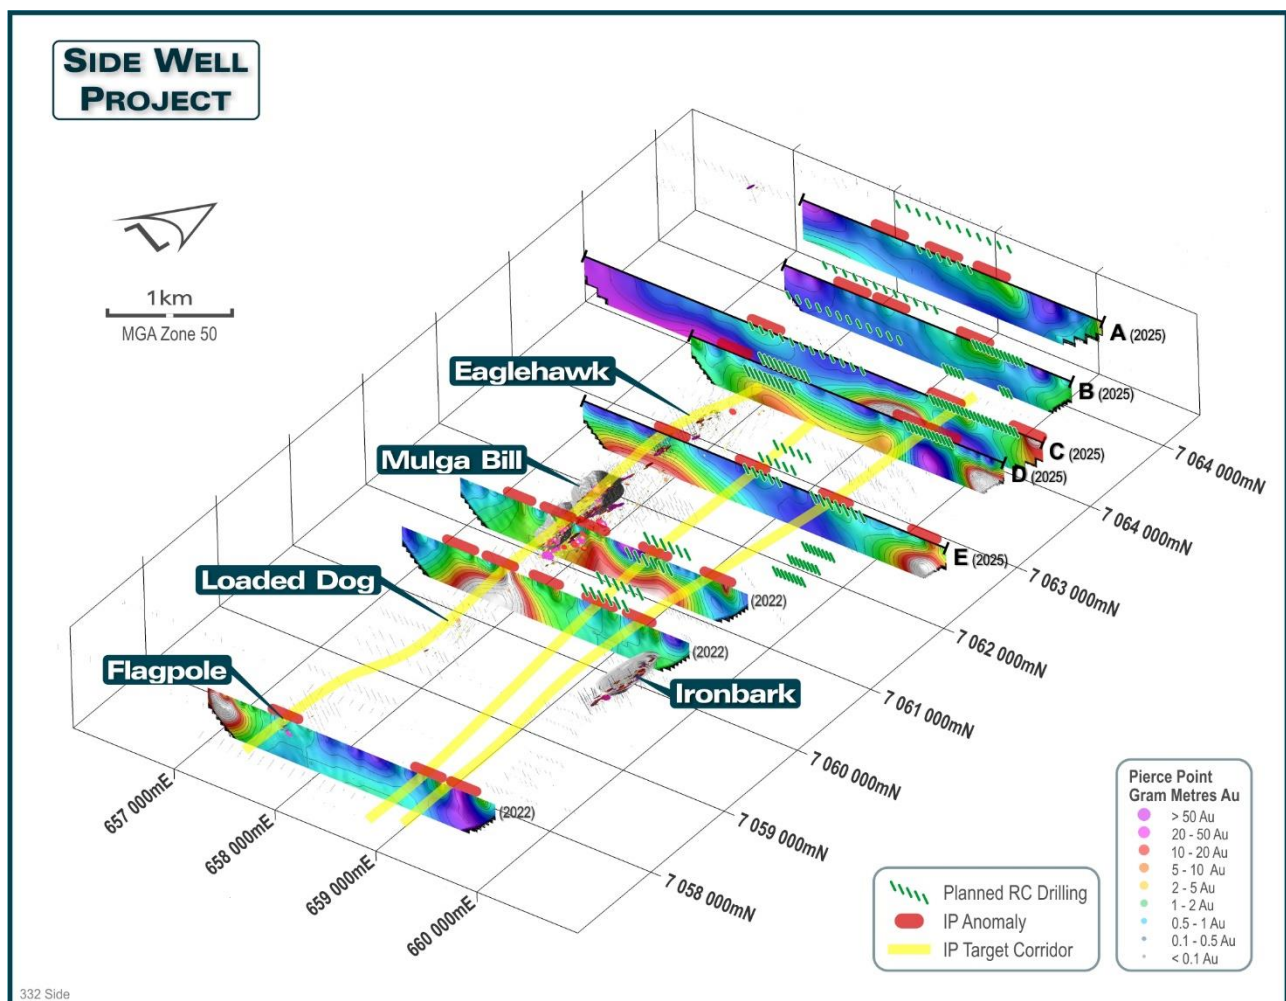 SIDE WELL
PROJECT
1km
MGA Zone 50
Eaglehawk
Mulga Bill
Loaded Dog
Flagpole
Ironbark
A (2025)
B (2025)
C (2025)
D (2025)
E (2025)
(2022)
(2022)
(2022)
7 064 000mN
7 064 000mN
7 063 000mN
7 062 000mN
7 061 000mN
7 060 000mN
7 059 000mN
7 058 000mN
657 000mE
658 000mE
659 000mE
660 000mE
Planned RC Drilling
IP Anomaly
IP Target Corridor
Pierce Point
Gram Metres Au
> 50 Au
20 - 50 Au
10 - 20 Au
5 - 10 Au
2 - 5 Au
1 - 2 Au
0.5 - 1 Au
0.1 - 0.5 Au
< 0.1 Au
332 Side